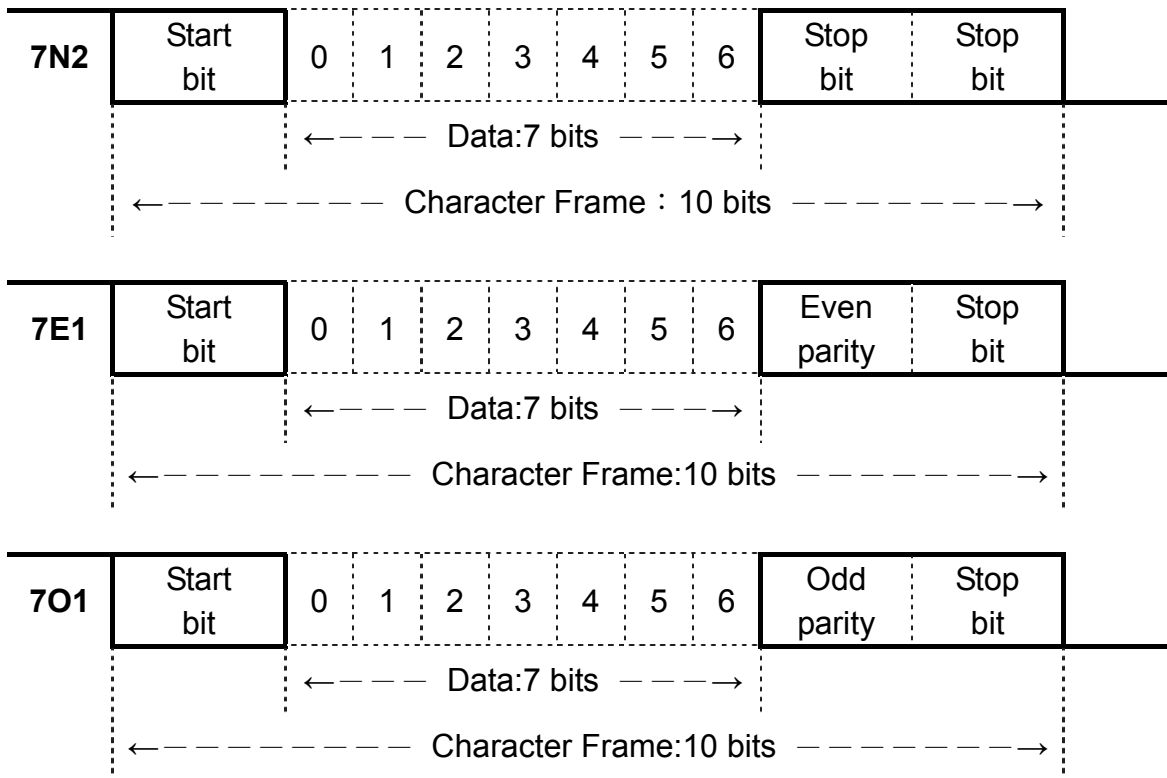 7N2 Start bit 0 1 2 3 4 5 6 Stop bit Stop bit
←––– Data:7 bits –––→
←––––––– Character Frame：10 bits –––––––→
7E1 Start bit 0 1 2 3 4 5 6 Even parity Stop bit
←––– Data:7 bits –––→
←–––––––– Character Frame:10 bits –––––––→
7O1 Start bit 0 1 2 3 4 5 6 Odd parity Stop bit
←––– Data:7 bits –––→
←–––––––– Character Frame:10 bits –––––––→